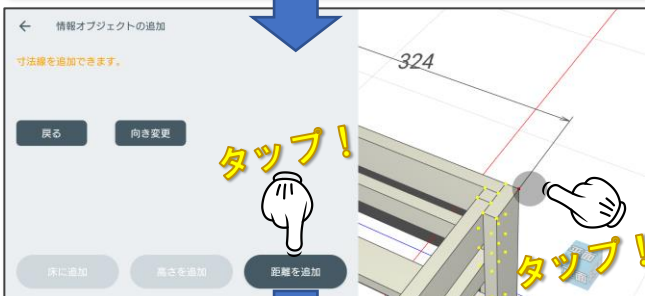 ← 情報オブジェクトの追加
寸法線を追加できます。
324
戻る
向き変更
タップ！
床に追加
高さを追加
距離を追加
タップ！